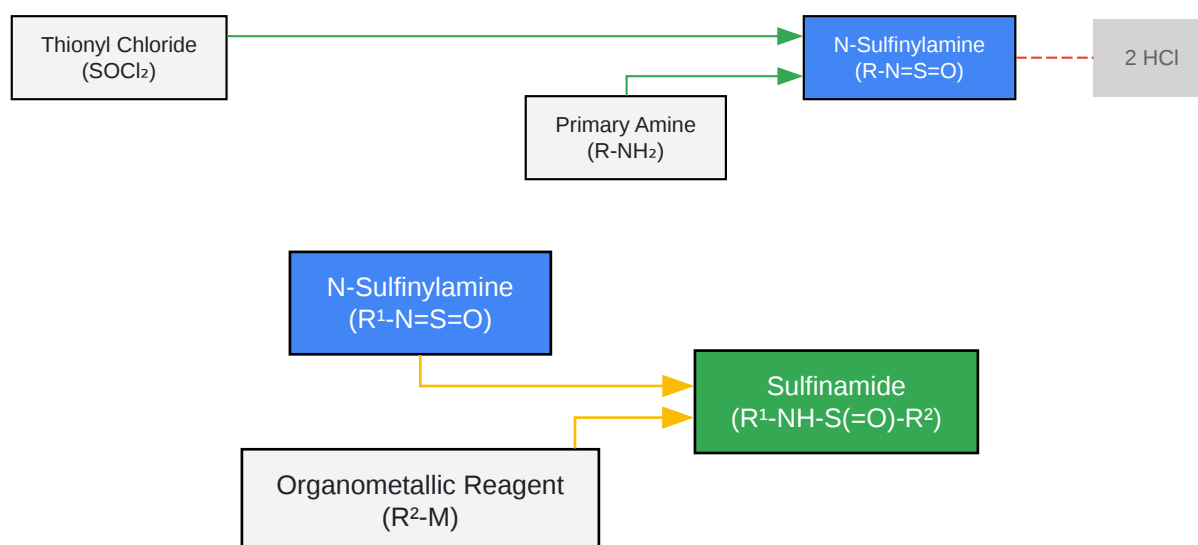 Thionyl Chloride
(SOCl₂)
N-Sulfinylamine
(R-N=S=O)
2 HCl
Primary Amine
(R-NH₂)
N-Sulfinylamine
(R¹-N=S=O)
Sulfinamide
(R¹-NH-S(=O)-R²)
Organometallic Reagent
(R²-M)